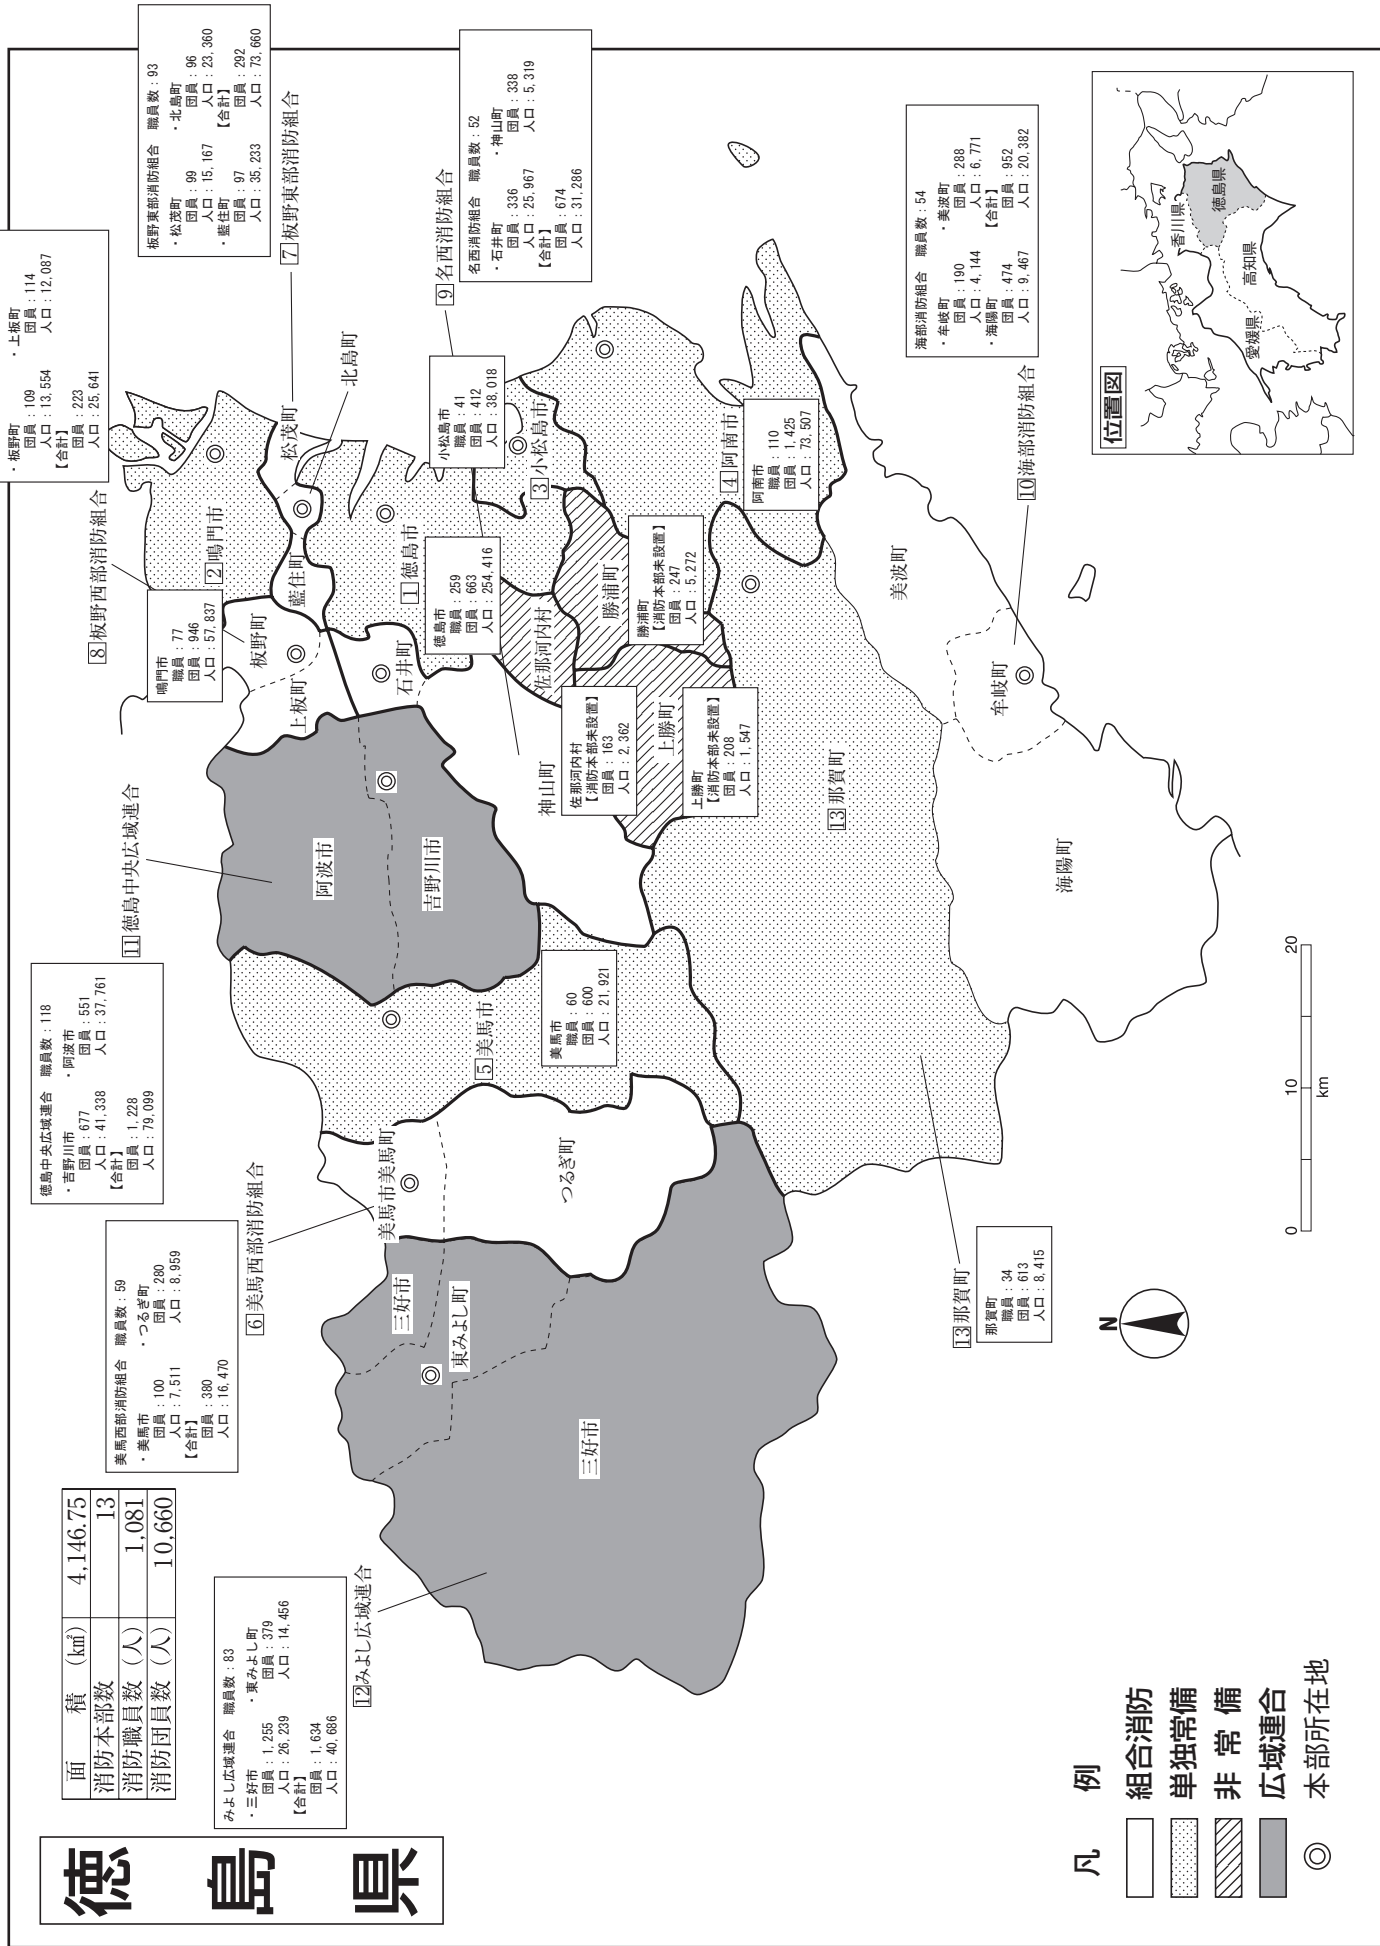 徳島県
面 積 (k㎡) 4,146.75
消防本部数 13
消防職員数(人) 1,081
消防団員数(人) 10,660
みよし広域連合 職員数:83
・三好市 ・東みよし町
団員:1,255 団員:379
人口:26,239 人口:14,456
【合計】
団員:1,634
人口:40,686
12みよし広域連合
美馬西部消防組合 職員数:59
・美馬市 ・つるぎ町
団員:100 団員:280
人口:7,511 人口:8,959
【合計】
団員:380
人口:16,470
6美馬西部消防組合
徳島中央広域連合 職員数:118
・吉野川市 ・阿波市
団員:677 団員:551
人口:41,338 人口:37,761
【合計】
団員:1,228
人口:79,099
11徳島中央広域連合
・板野町 ・上板町
団員:109 団員:114
人口:13,554 人口:12,087
【合計】
団員:223
人口:25,641
8板野西部消防組合
板野東部消防組合 職員数:93
・松茂町 ・北島町
団員:99 団員:96
人口:15,167 人口:23,360
・藍住町 【合計】
団員:97 団員:292
人口:35,233 人口:73,660
7板野東部消防組合
名西消防組合 職員数:52
・石井町 ・神山町
団員:336 団員:338
人口:25,967 人口:5,319
【合計】
団員:674
人口:31,286
9名西消防組合
鳴門市
職員:77
団員:946
人口:57,837
2鳴門市
松茂町
北島町
藍住町
板野町
上板町
石井町
1徳島市
徳島市
職員:259
団員:663
人口:254,416
小松島市
職員:41
団員:412
人口:38,018
3小松島市
4阿南市
阿南市
職員:110
団員:1,425
人口:73,507
勝浦町
勝浦町
【消防本部未設置】
団員:247
人口:5,272
佐那河内村
佐那河内村
【消防本部未設置】
団員:163
人口:2,362
上勝町
上勝町
【消防本部未設置】
団員:208
人口:1,547
神山町
阿波市
吉野川市
5美馬市
美馬市
職員:60
団員:600
人口:21,921
美馬市美馬町
つるぎ町
三好市
東みよし町
三好市
13那賀町
13那賀町
那賀町
職員:34
団員:613
人口:8,415
美波町
牟岐町
海陽町
海部消防組合 職員数:54
・牟岐町 ・美波町
団員:190 団員:288
人口:4,144 人口:6,771
・海陽町 【合計】
団員:474 団員:952
人口:9,467 人口:20,382
10海部消防組合
位置図
香川県
徳島県
愛媛県
高知県
N
0 10 20
km
凡 例
組合消防
単独常備
非常備
広域連合
本部所在地